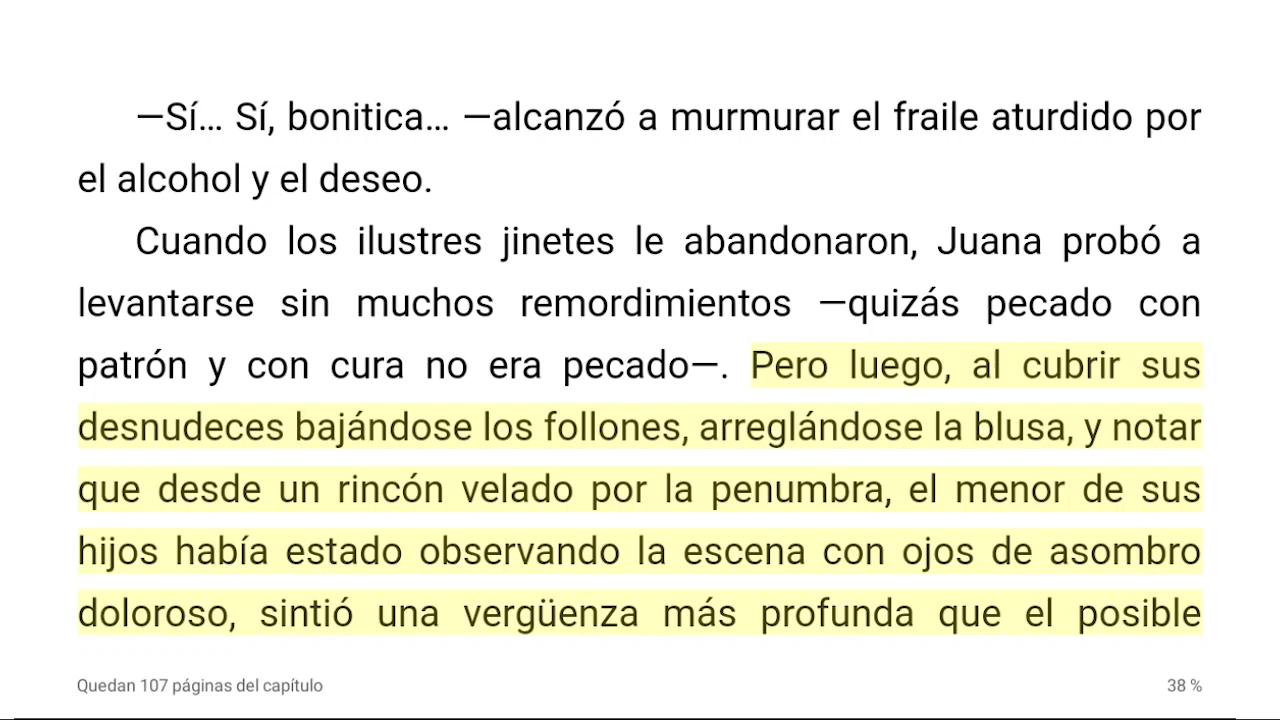 —Sí… Sí, bonitica… —alcanzó a murmurar el fraile aturdido por
el alcohol y el deseo.
Cuando los ilustres jinetes le abandonaron, Juana probó a
levantarse sin muchos remordimientos —quizás pecado con
patrón y con cura no era pecado—. Pero luego, al cubrir sus
desnudeces bajándose los follones, arreglándose la blusa, y notar
que desde un rincón velado por la penumbra, el menor de sus
hijos había estado observando la escena con ojos de asombro
doloroso, sintió una vergüenza más profunda que el posible
Quedan 107 páginas del capítulo
38 %